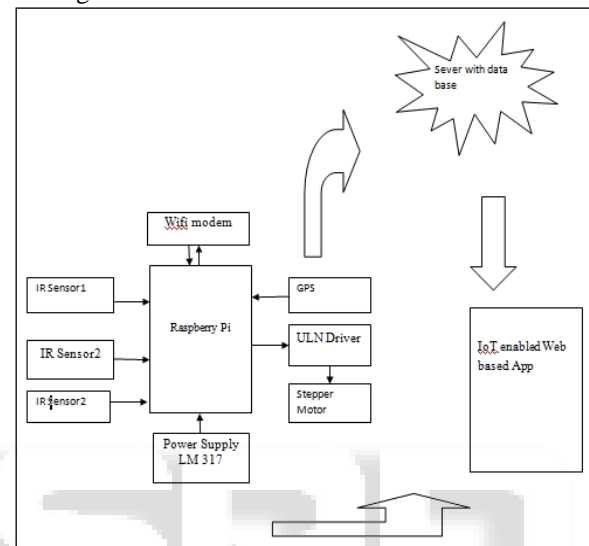 Sever with data
base
Wifi modem
IR Sensor1
GPS
Raspberry Pi
ULN Driver
IR Sensor2
IoT enabled Web
based App
Stepper
Motor
IR Sensor2
Power Supply
LM 317